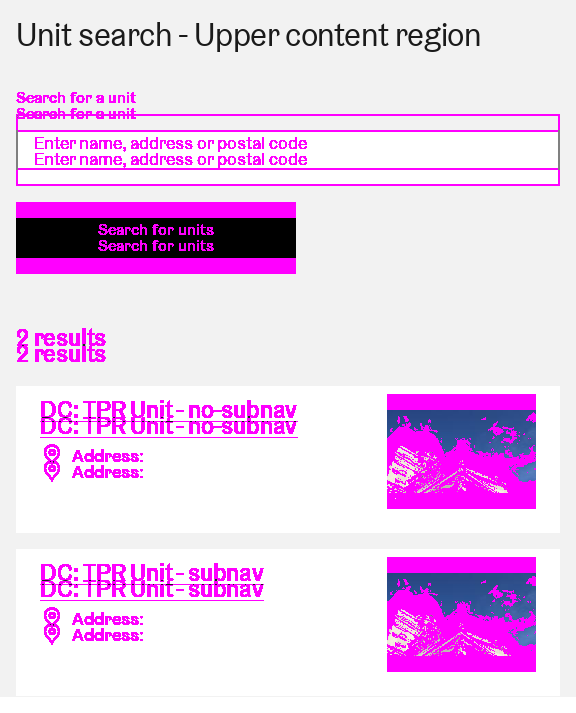 Unit search - Upper content region
Search for a unit
Search for a unit
Enter name, address or postal code
Enter name, address or postal code
Search for units
Search for units
2 results
2 results
DC: TPR Unit - no-subnav
DC: TPR Unit - no-subnav
Address:
Address:
DC: TPR Unit - subnav
DC: TPR Unit - subnav
Address:
Address: